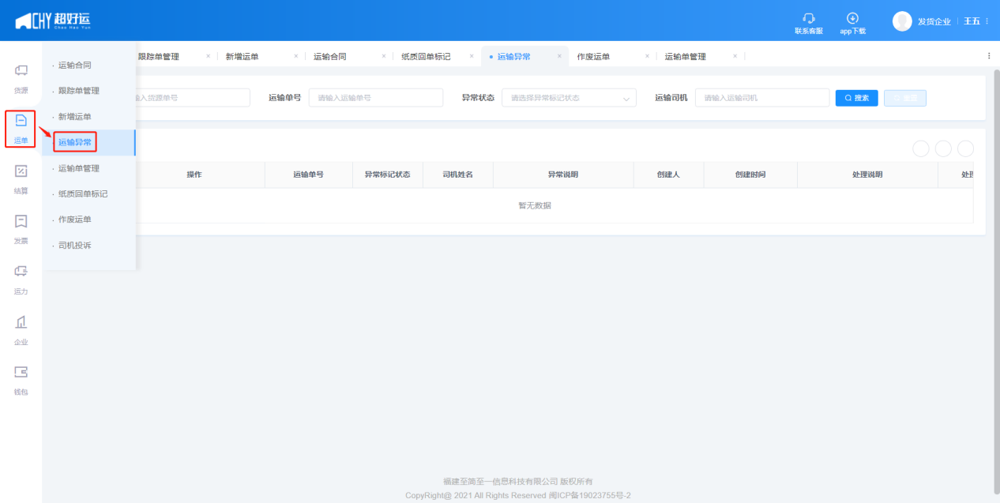 CHY 超好运
Chao Hao Yun
联系客服
app下载
发货企业
王五
货源
运单
结算
发票
运力
企业
钱包
· 运输合同
· 跟踪单管理
· 新增运单
· 运输异常
· 运输单管理
· 纸质回单标记
· 作废运单
· 司机投诉
跟踪单管理 × 新增运单 × 运输合同 × 纸质回单标记 × 运输异常 × 作废运单 × 运输单管理 ×
输入货源单号 运输单号 请输入运输单号 异常状态 请选择异常标记状态 运输司机 请输入运输司机 搜索
操作 运输单号 异常标记状态 司机姓名 异常说明 创建人 创建时间 处理说明
暂无数据
福建至简至一信息科技有限公司 版权所有
CopyRight@ 2021 All Rights Reserved 闽ICP备19023755号-2